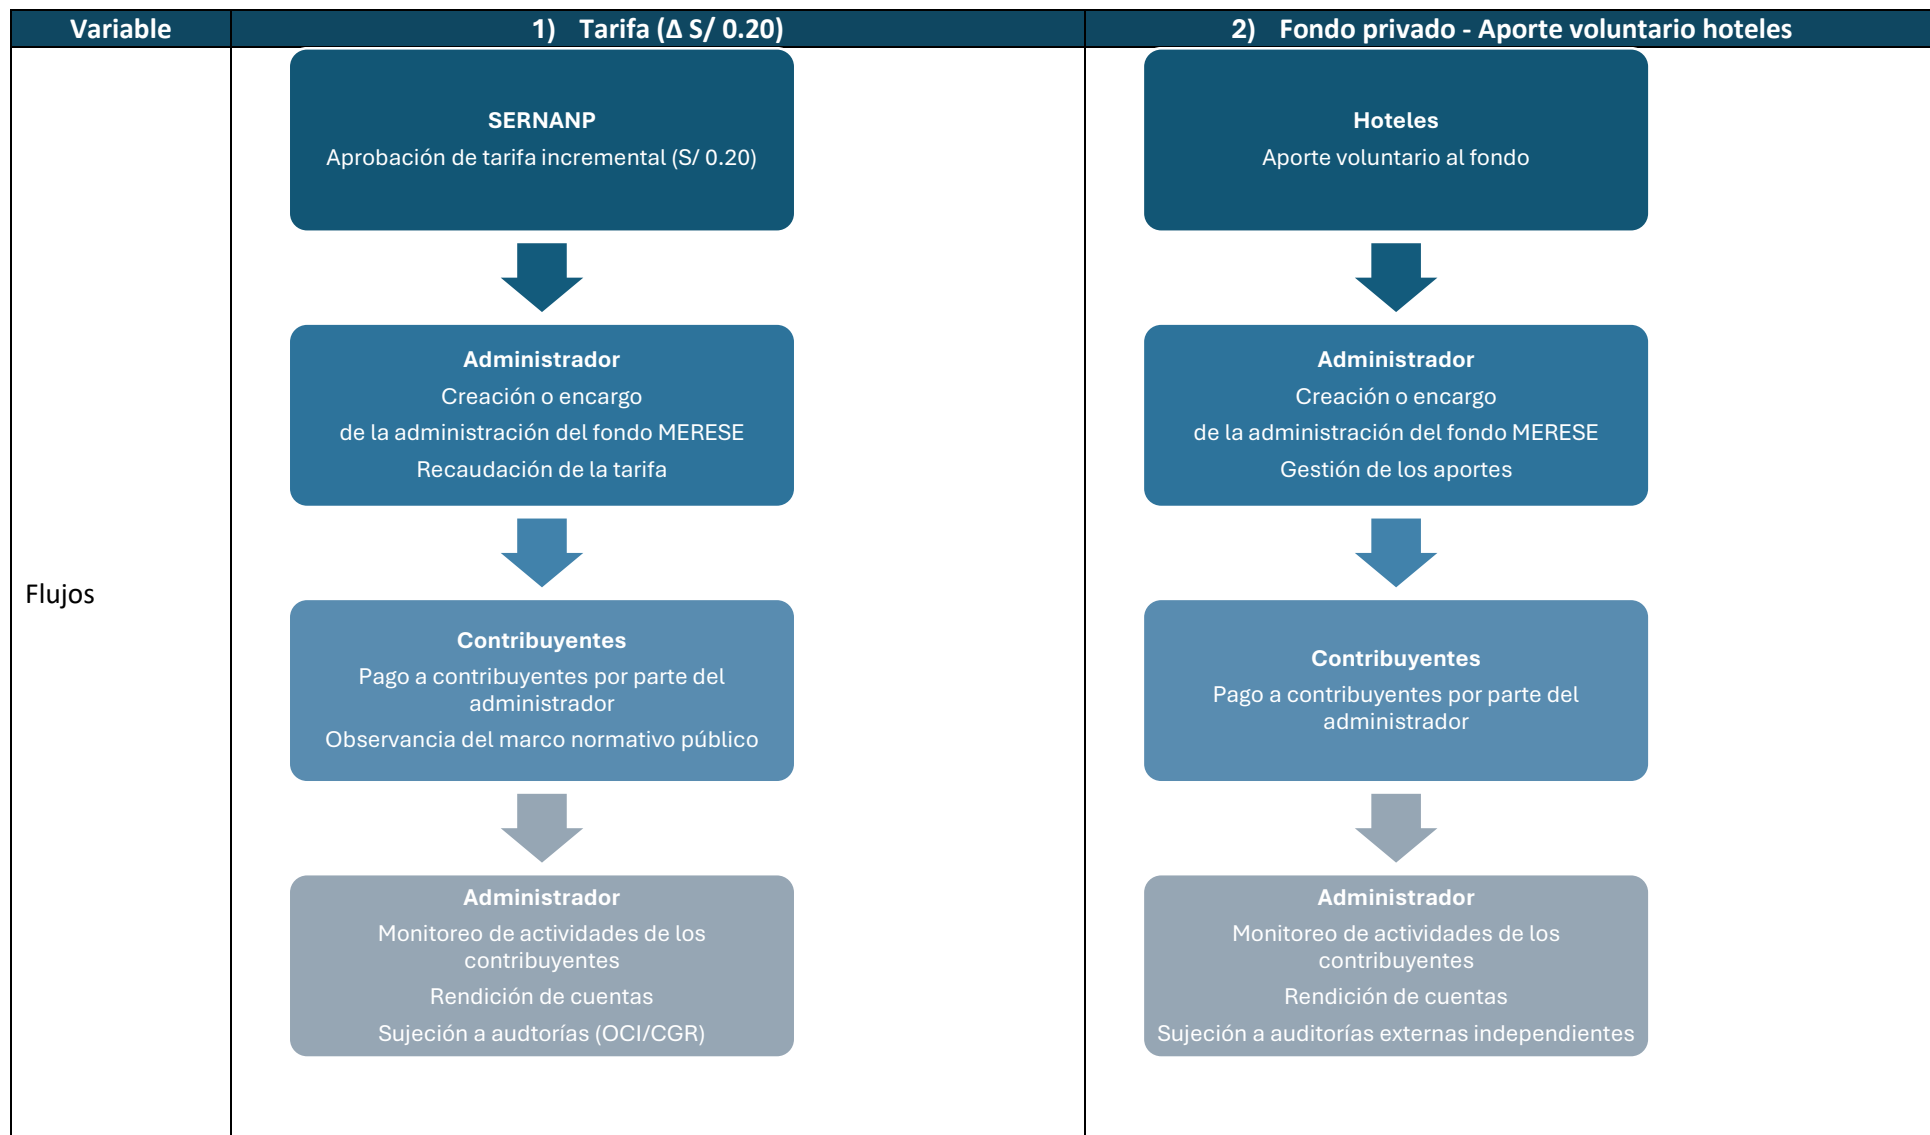 Variable
1) Tarifa (Δ S/ 0.20)
2) Fondo privado - Aporte voluntario hoteles
Flujos
SERNANP
Aprobación de tarifa incremental (S/ 0.20)
Administrador
Creación o encargo
de la administración del fondo MERESE
Recaudación de la tarifa
Contribuyentes
Pago a contribuyentes por parte del
administrador
Observancia del marco normativo público
Administrador
Monitoreo de actividades de los
contribuyentes
Rendición de cuentas
Sujeción a audtorías (OCI/CGR)
Hoteles
Aporte voluntario al fondo
Administrador
Creación o encargo
de la administración del fondo MERESE
Gestión de los aportes
Contribuyentes
Pago a contribuyentes por parte del
administrador
Administrador
Monitoreo de actividades de los
contribuyentes
Rendición de cuentas
Sujeción a auditorías externas independientes